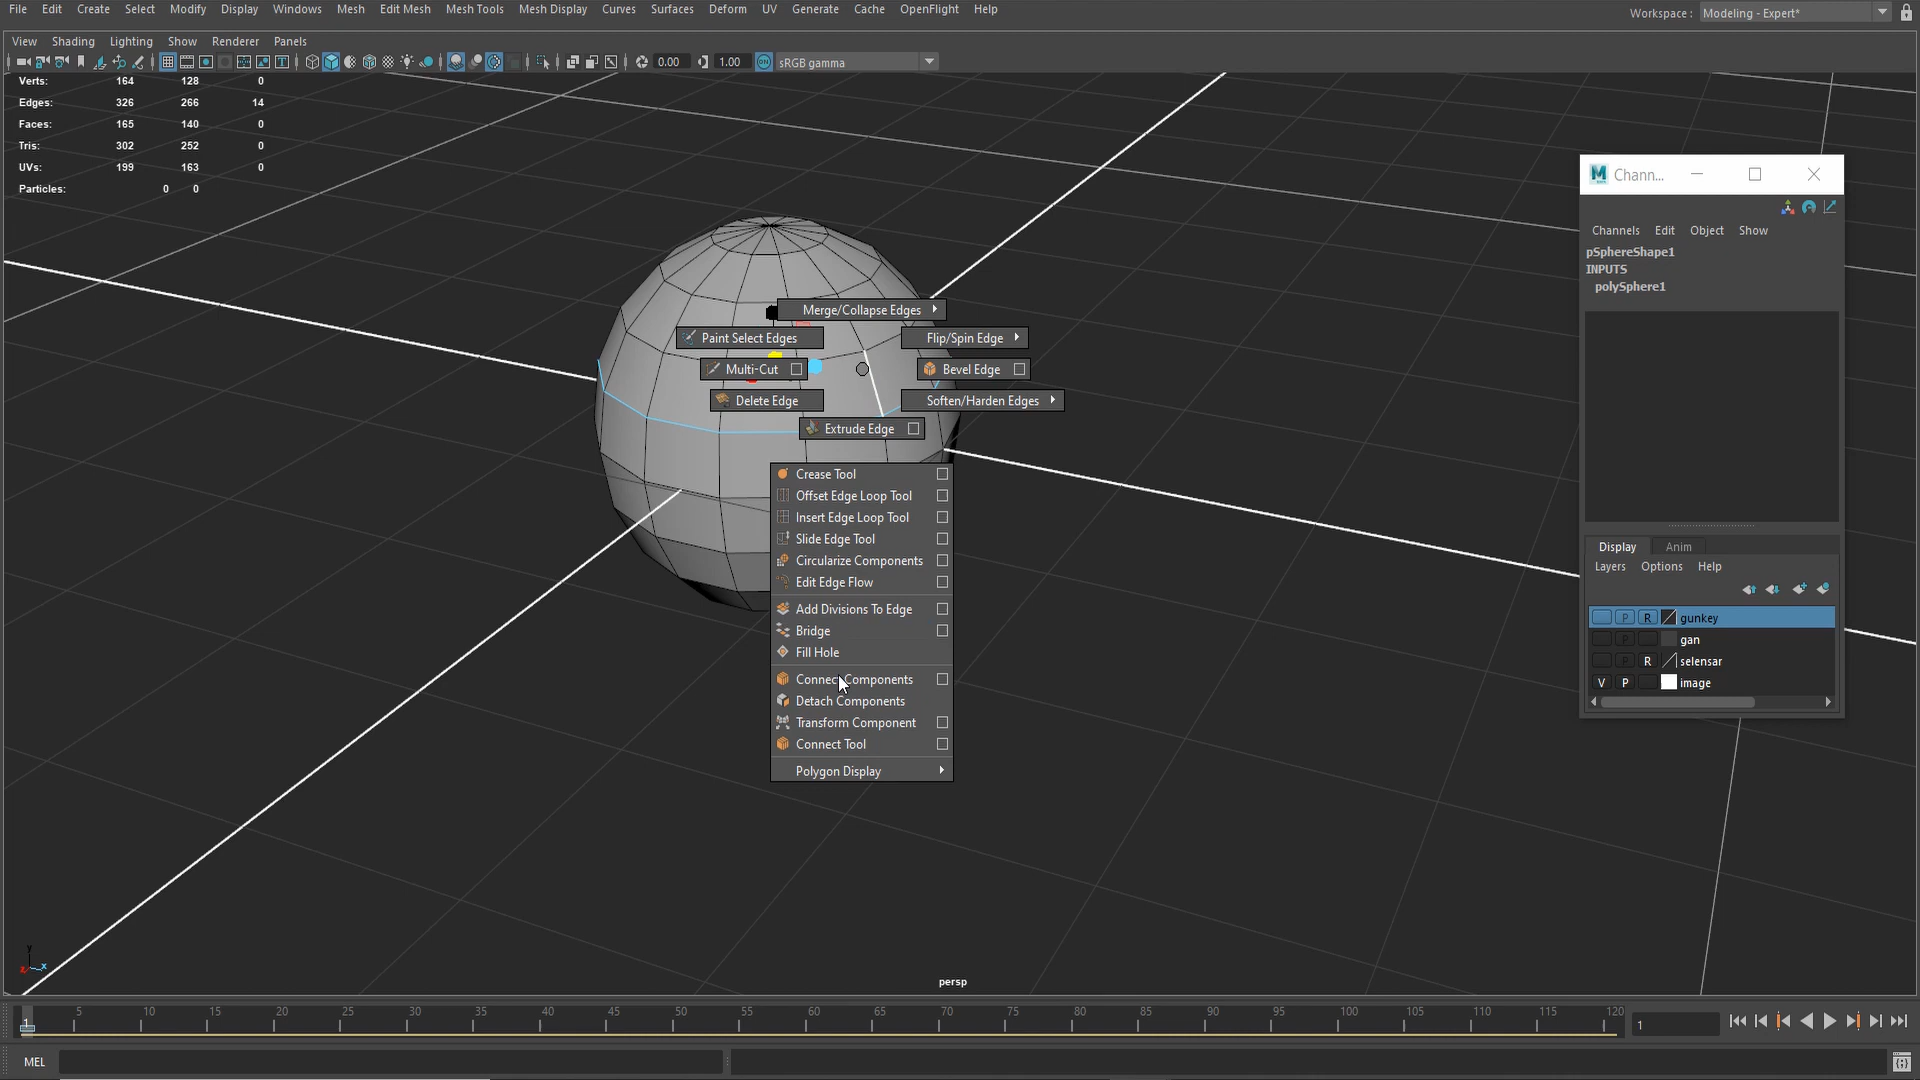 File Edit Create Select Modify Display Windows Mesh Edit Mesh Mesh Tools Mesh Display Curves Surfaces Deform UV Generate Cache OpenFlight Help
Workspace : Modeling - Expert*
View Shading Lighting Show Renderer Panels
0.00 1.00 ON sRGB gamma
Verts: 164 128 0
Edges: 326 266 14
Faces: 165 140 0
Tris: 302 252 0
UVs: 199 163 0
Particles: 0 0
Merge/Collapse Edges
Paint Select Edges
Flip/Spin Edge
Multi-Cut
Bevel Edge
Delete Edge
Soften/Harden Edges
Extrude Edge
Crease Tool
Offset Edge Loop Tool
Insert Edge Loop Tool
Slide Edge Tool
Circularize Components
Edit Edge Flow
Add Divisions To Edge
Bridge
Fill Hole
Connect Components
Detach Components
Transform Component
Connect Tool
Polygon Display
M Chann...
Channels Edit Object Show
pSphereShape1
INPUTS
polySphere1
Display Anim
Layers Options Help
P R gunkey
P gan
P R selensar
V P image
y
z x
persp
1 5 10 15 20 25 30 35 40 45 50 55 60 65 70 75 80 85 90 95 100 105 110 115 120
1
MEL